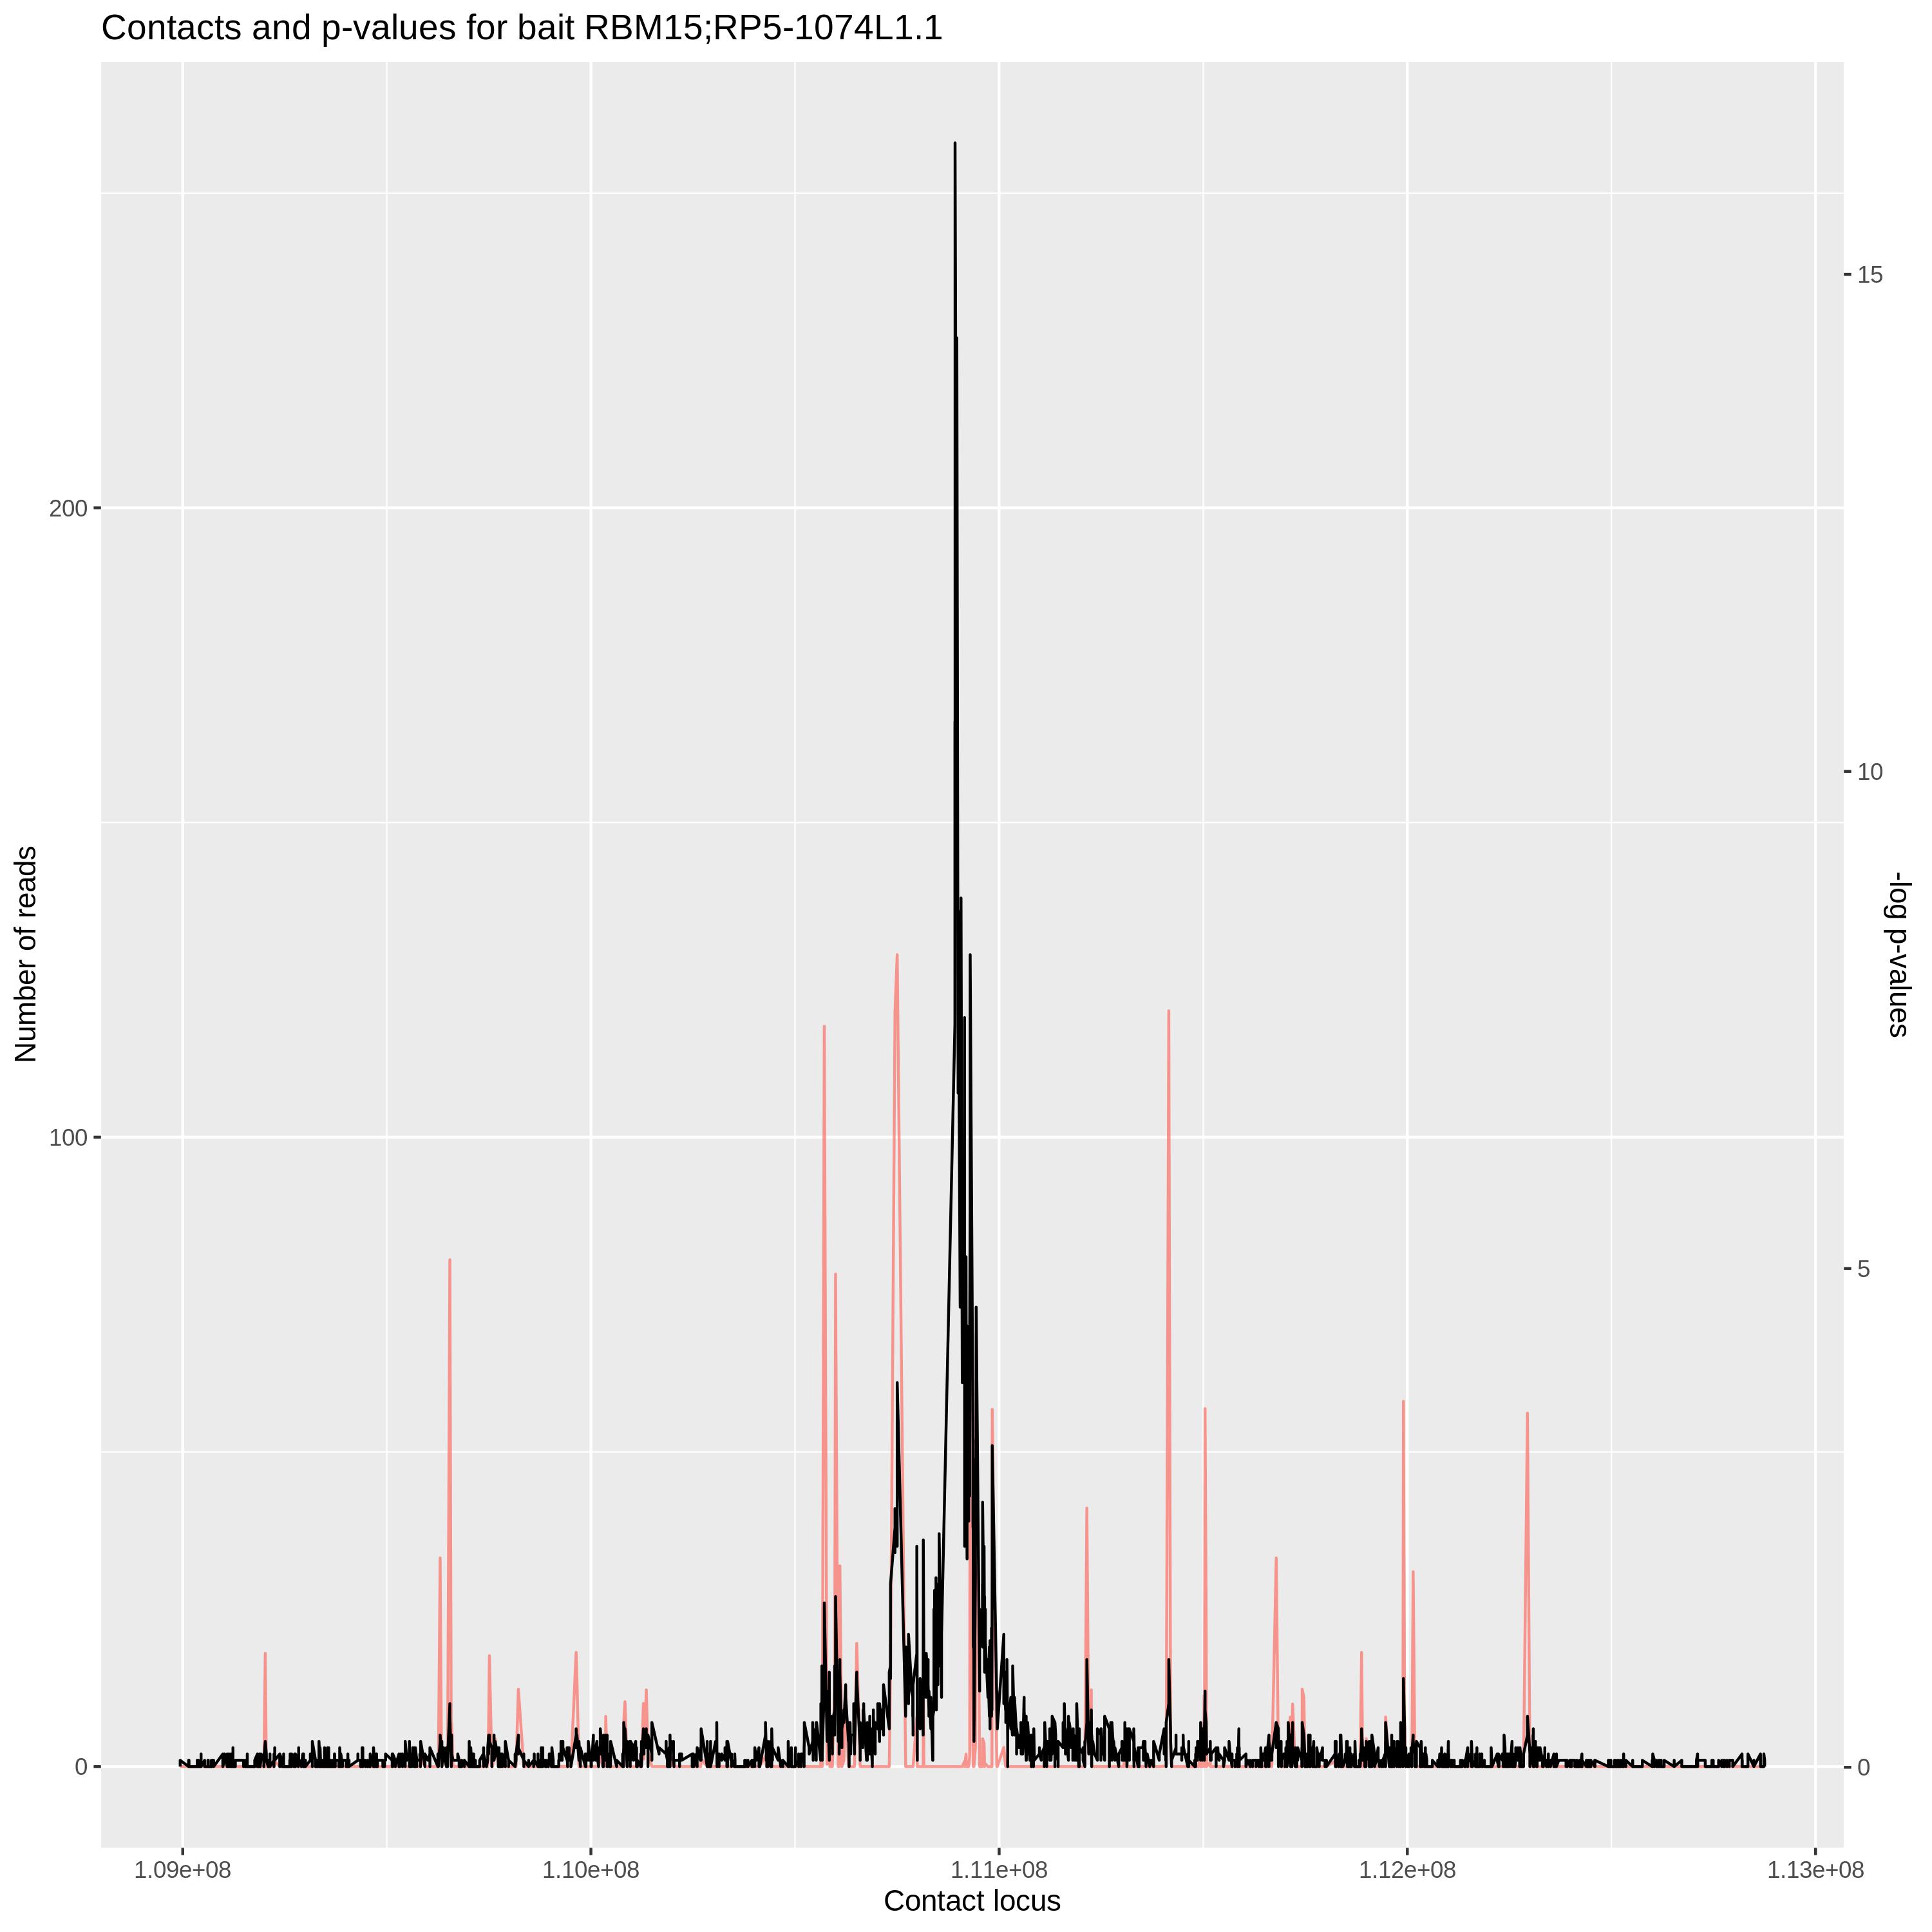 Contacts and p-values for bait RBM15;RP5-1074L1.1
Number of reads
200
100
0
15
10
5
0
-log p-values
1.09e+08
1.10e+08
1.11e+08
1.12e+08
1.13e+08
Contact locus